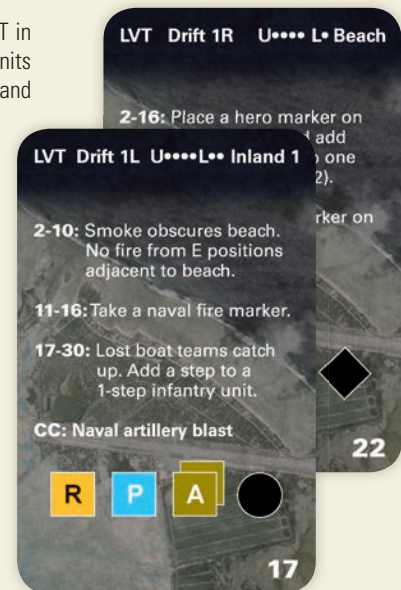 T in
nits
and
LVT Drift 1R U•••• L• Beach
2-16: Place a hero marker on
add
one
2).
rker on
22
LVT Drift 1L U••••L•• Inland 1
2-10: Smoke obscures beach.
No fire from E positions
adjacent to beach.
11-16: Take a naval fire marker.
17-30: Lost boat teams catch
up. Add a step to a
1-step infantry unit.
CC: Naval artillery blast
R P A
17